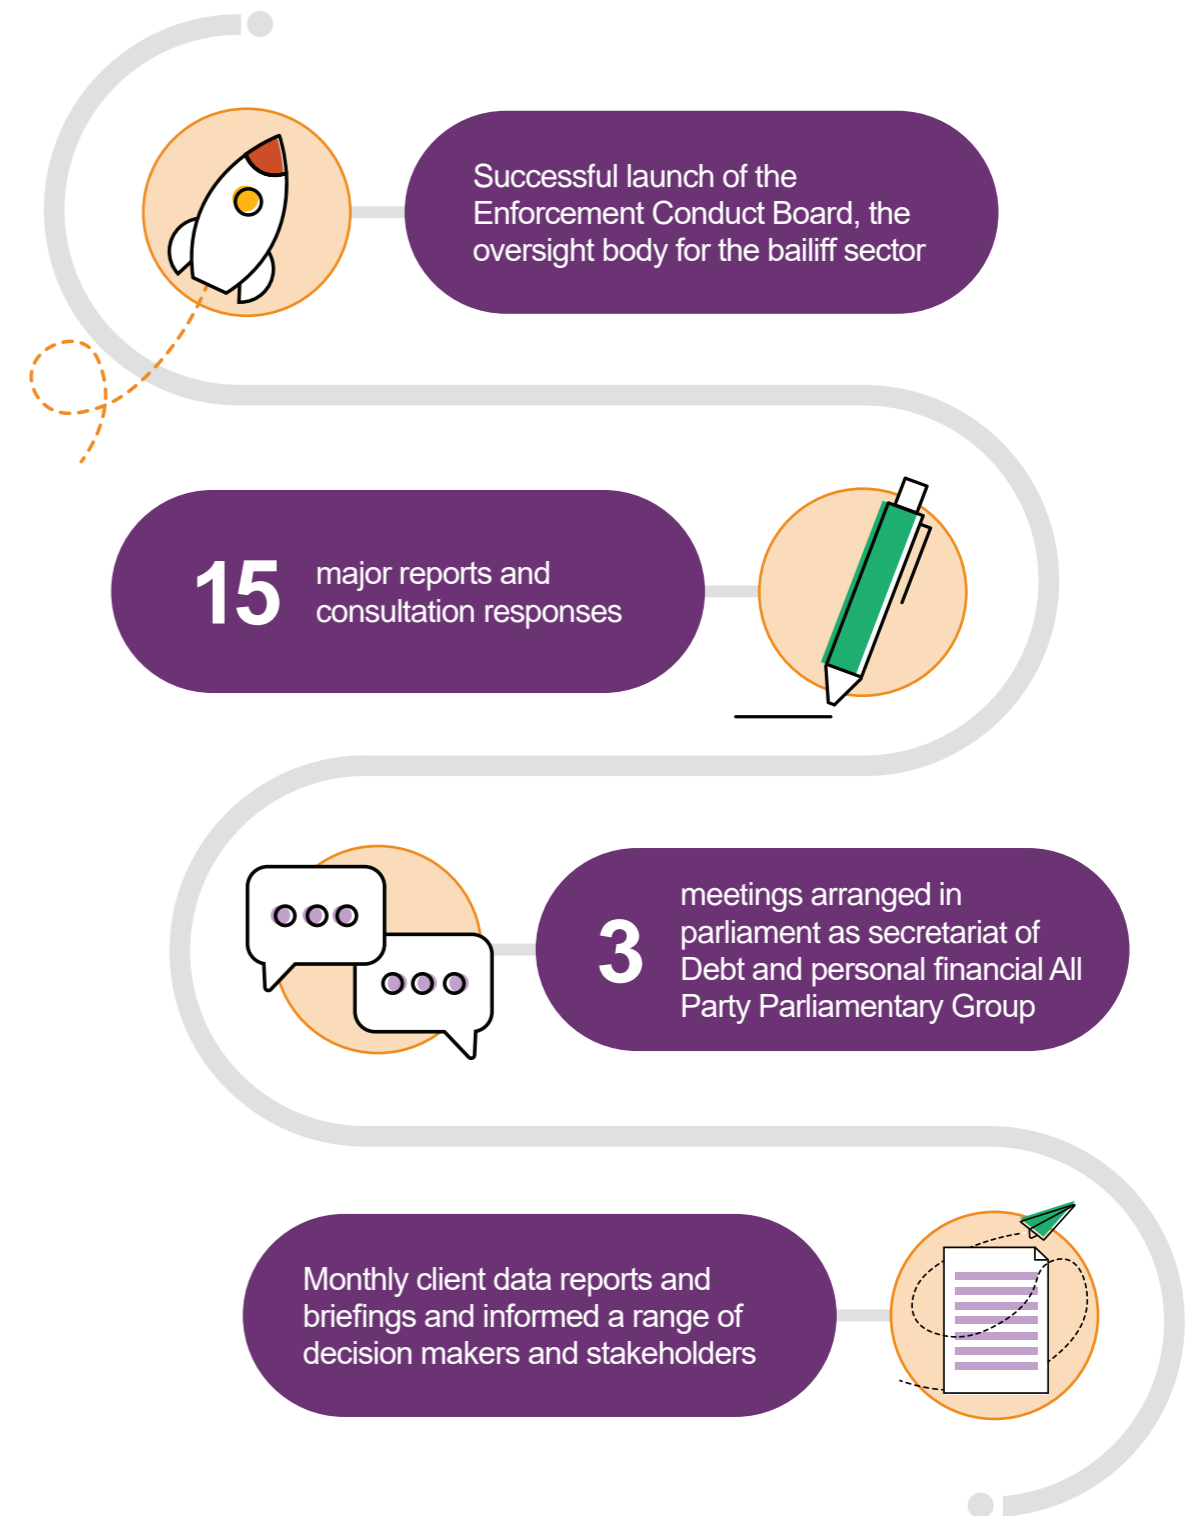 Successful launch of the
Enforcement Conduct Board, the
oversight body for the bailiff sector
15
major reports and
consultation responses
3
meetings arranged in
parliament as secretariat of
Debt and personal financial All
Party Parliamentary Group
Monthly client data reports and
briefings and informed a range of
decision makers and stakeholders